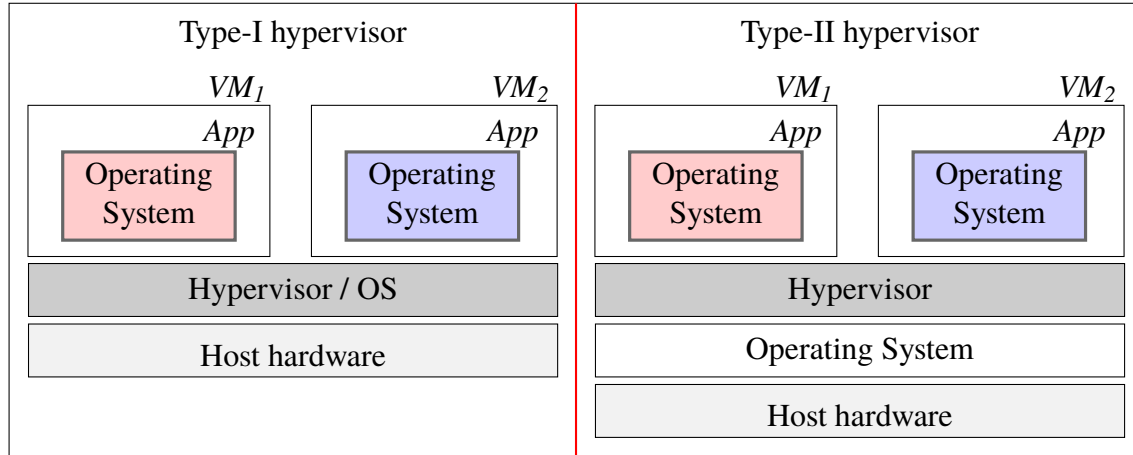 Type-I hypervisor
VM1
VM2
App
App
Operating
System
Operating
System
Hypervisor / OS
Host hardware
Type-II hypervisor
VM1
VM2
App
App
Operating
System
Operating
System
Hypervisor
Operating System
Host hardware